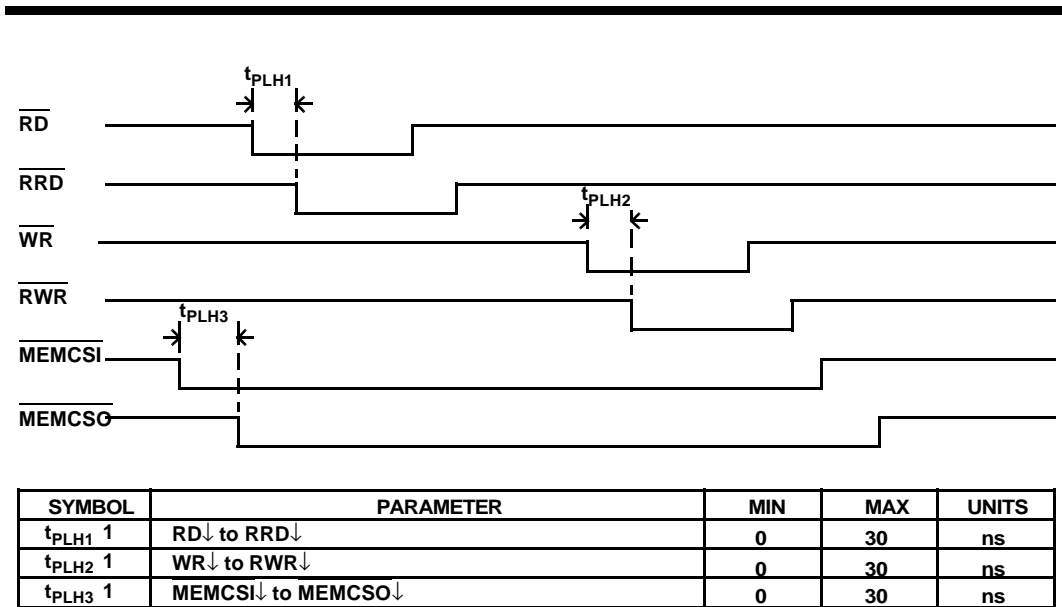 tPLH1
RD
RRD
tPLH2
WR
RWR
tPLH3
MEMCSI
MEMCSO
SYMBOL PARAMETER MIN MAX UNITS
tPLH1 1 RD↓ to RRD↓ 0 30 ns
tPLH2 1 WR↓ to RWR↓ 0 30 ns
tPLH3 1 MEMCSI↓ to MEMCSO↓ 0 30 ns